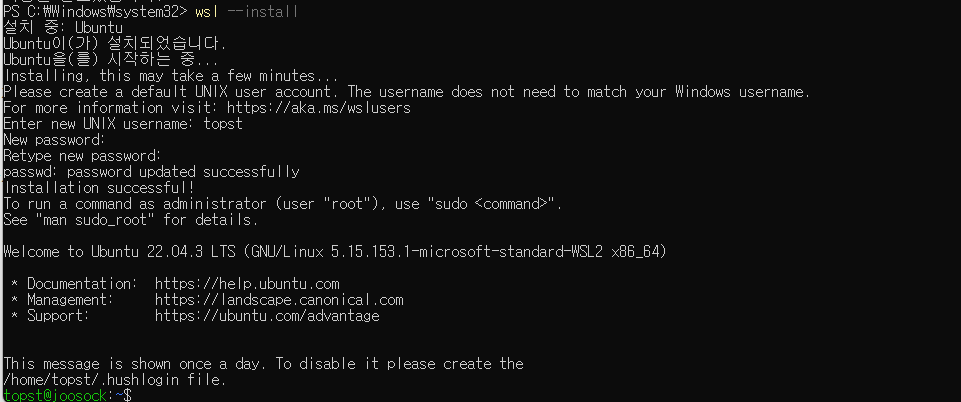 PS C:\Windows\system32> wsl --install
설치 중: Ubuntu
Ubuntu이(가) 설치되었습니다.
Ubuntu을(를) 시작하는 중...
Installing, this may take a few minutes...
Please create a default UNIX user account. The username does not need to match your Windows username.
For more information visit: https://aka.ms/wslusers
Enter new UNIX username: topst
New password:
Retype new password:
passwd: password updated successfully
Installation successful!
To run a command as administrator (user "root"), use "sudo <command>".
See "man sudo_root" for details.
Welcome to Ubuntu 22.04.3 LTS (GNU/Linux 5.15.153.1-microsoft-standard-WSL2 x86_64)
* Documentation: https://help.ubuntu.com
* Management: https://landscape.canonical.com
* Support: https://ubuntu.com/advantage
This message is shown once a day. To disable it please create the
/home/topst/.hushlogin file.
topst@joosock:~$